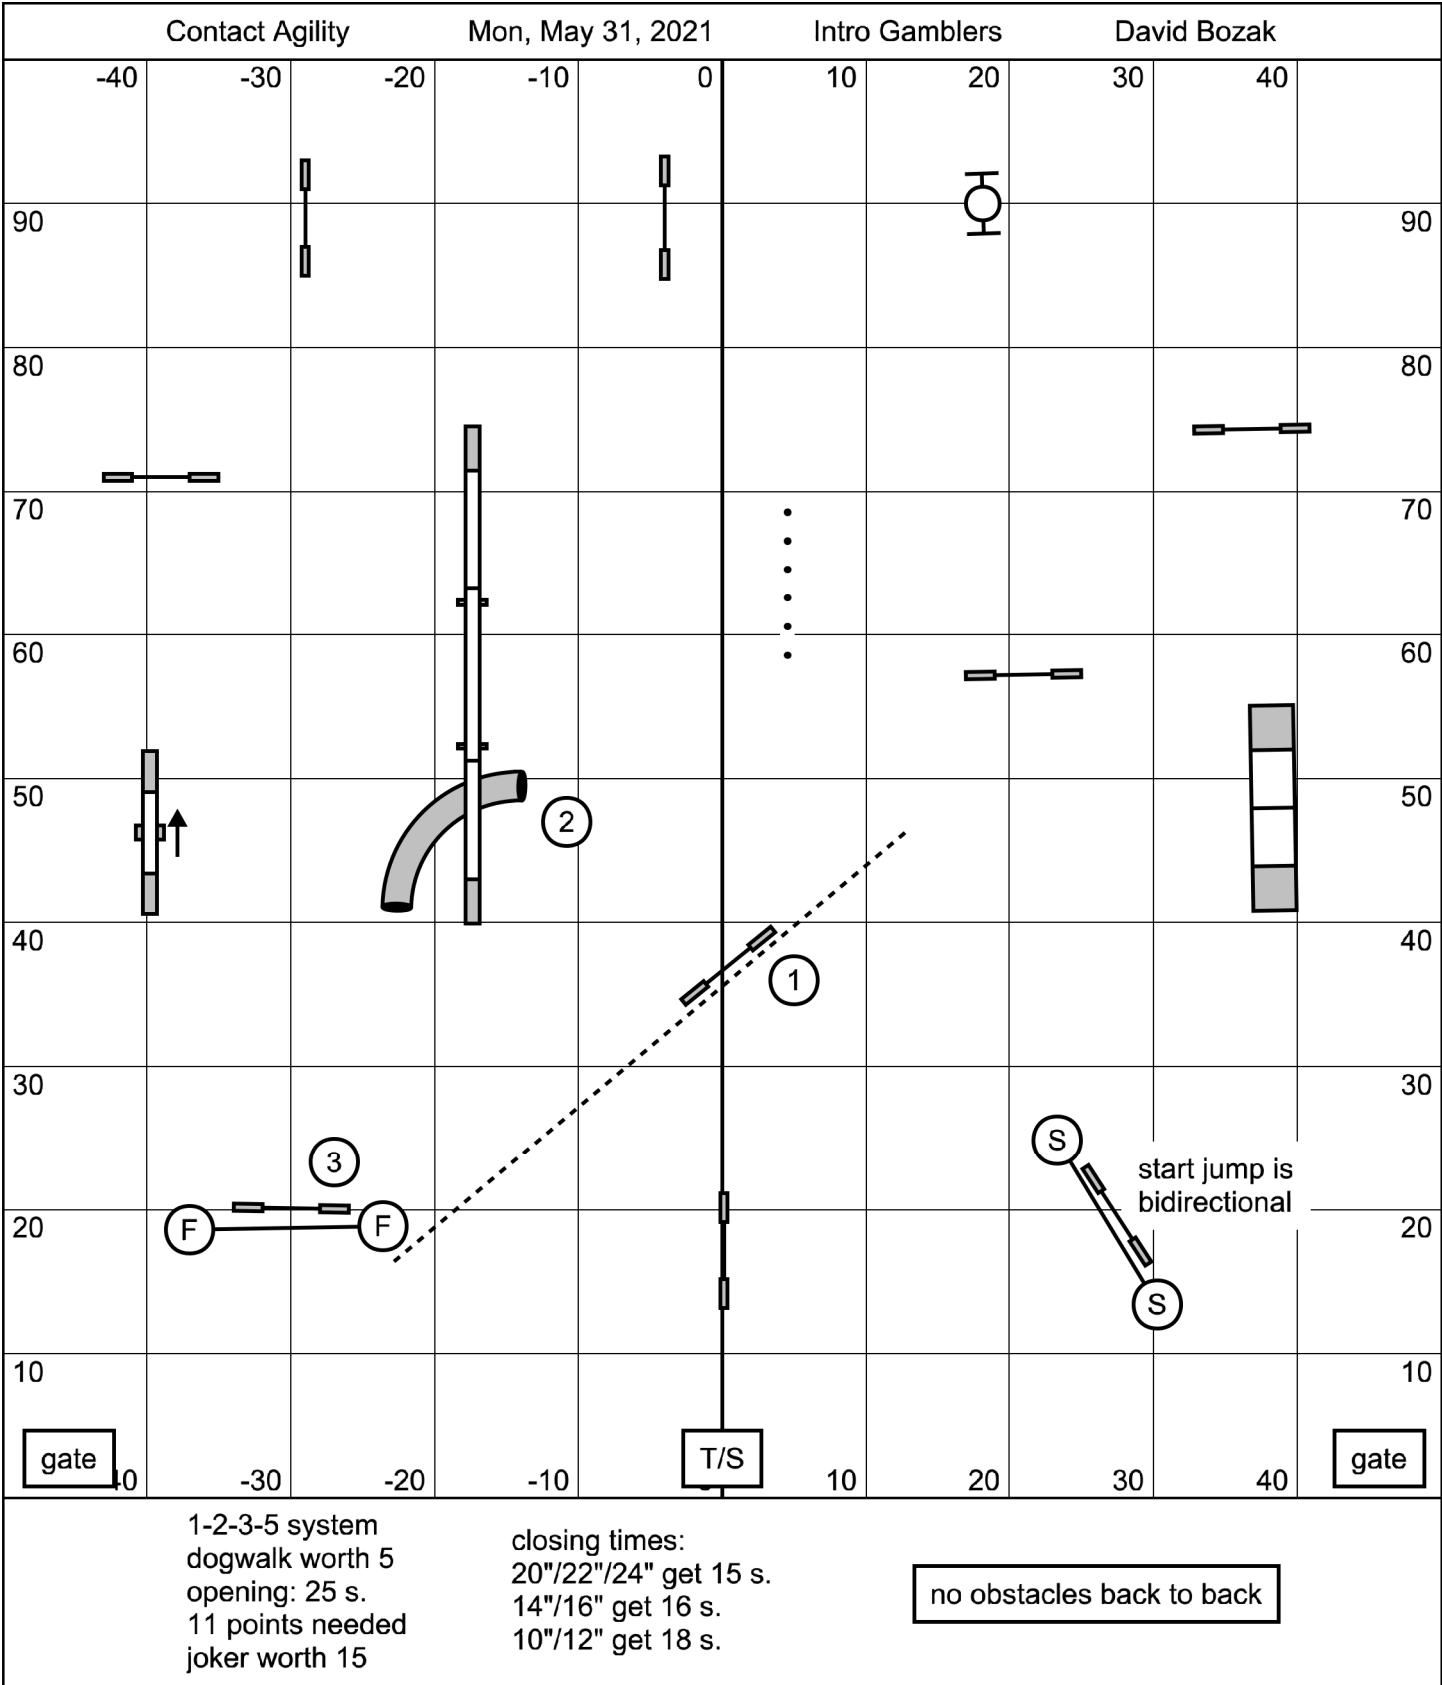 Contact Agility Mon, May 31, 2021 Intro Gamblers David Bozak
-40 -30 -20 -10 0 10 20 30 40
90 90
80 80
70 70
60 60
50 50
2
40 40
1
30 30
S
3
start jump is
bidirectional
F F
20 20
S
10 10
gate T/S gate
40 -30 -20 -10 10 20 30 40
1-2-3-5 system
dogwalk worth 5
opening: 25 s.
11 points needed
joker worth 15
closing times:
20"/22"/24" get 15 s.
14"/16" get 16 s.
10"/12" get 18 s.
no obstacles back to back